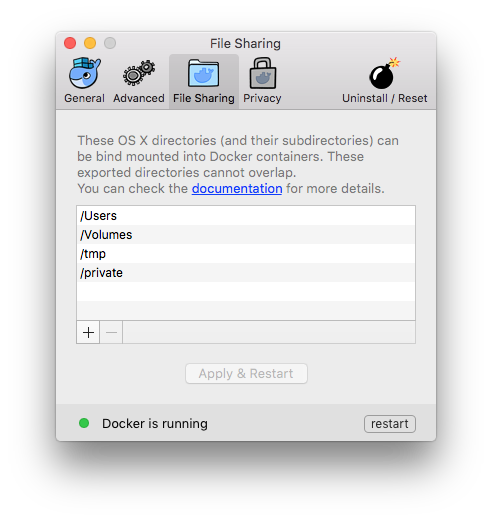 File Sharing
General Advanced File Sharing Privacy Uninstall / Reset
These OS X directories (and their subdirectories) can
be bind mounted into Docker containers. These
exported directories cannot overlap.
You can check the documentation for more details.
/Users
/Volumes
/tmp
/private
Apply & Restart
Docker is running restart